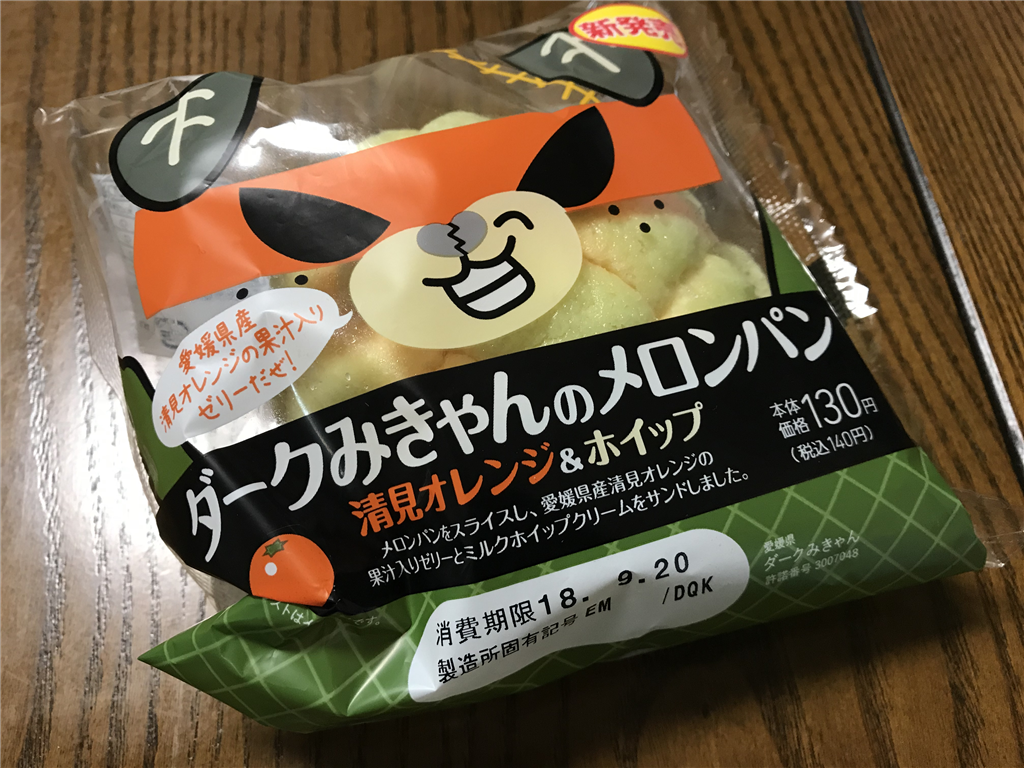 新発売
愛媛県産
清見オレンジの果汁入り
ゼリーだぜ!
ダークみきゃんのメロンパン
清見オレンジ&ホイップ
メロンパンをスライスし、愛媛県産清見オレンジの
果汁入りゼリーとミルクホイップクリームをサンドしました。
本体
価格130円
(税込140円)
愛媛県
ダークみきゃん
許諾番号 3007048
消費期限18. 9.20
製造所固有記号 EM /DQK